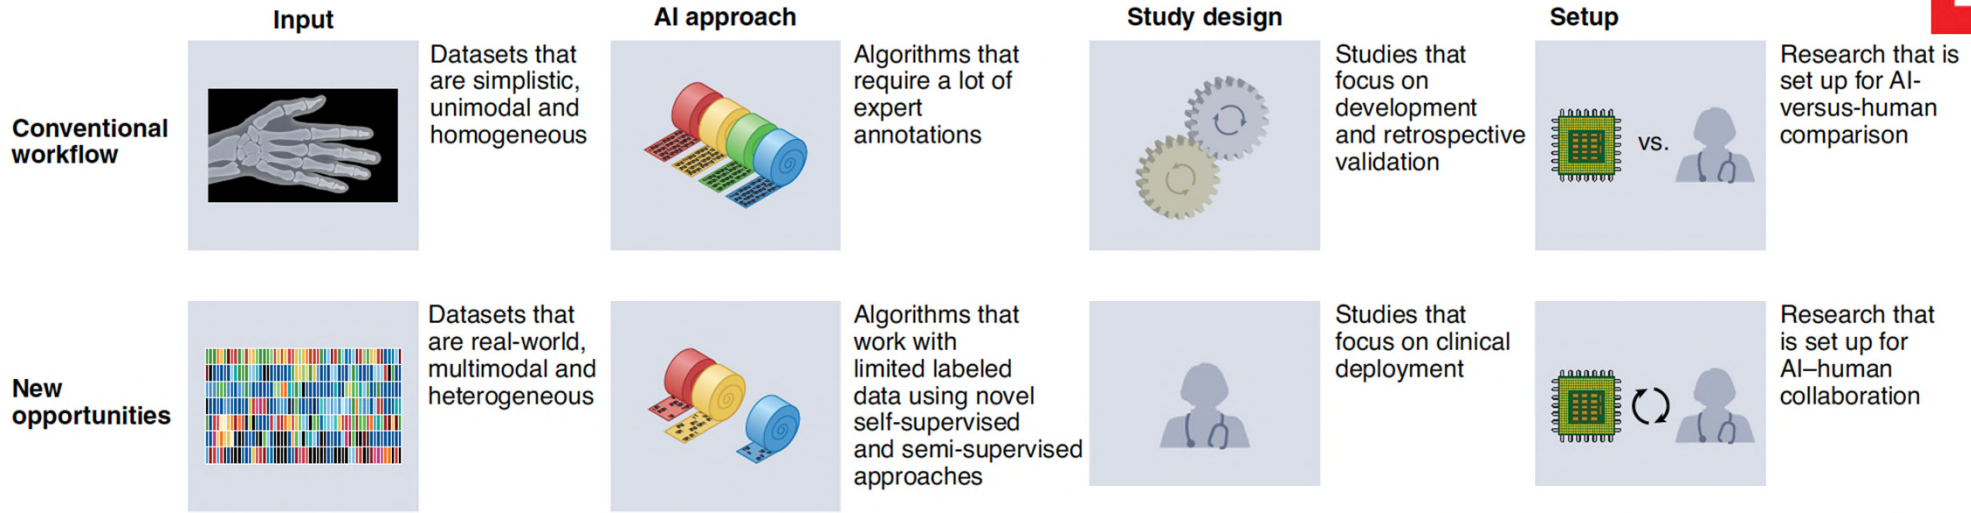 Input
AI approach
Study design
Setup
Conventional
workflow
Datasets that
are simplistic,
unimodal and
homogeneous
Algorithms that
require a lot of
expert
annotations
Studies that
focus on
development
and retrospective
validation
vs.
Research that is
set up for AI-
versus-human
comparison
New
opportunities
Datasets that
are real-world,
multimodal and
heterogeneous
Algorithms that
work with
limited labeled
data using novel
self-supervised
and semi-supervised
approaches
Studies that
focus on clinical
deployment
Research that
is set up for
AI–human
collaboration